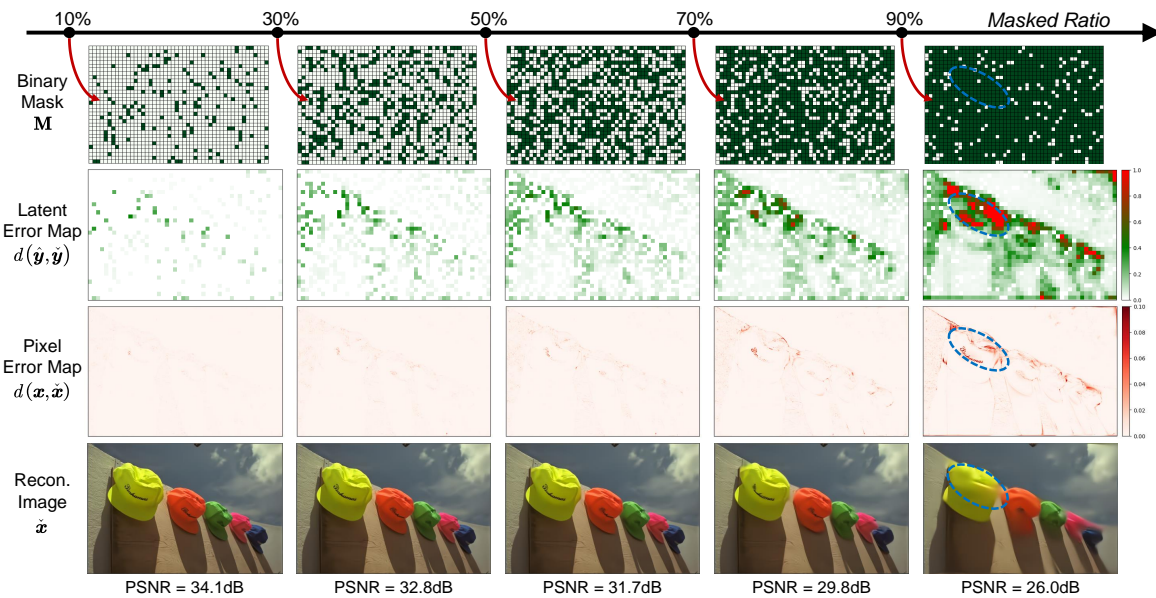 10% 30% 50% 70% 90% Masked Ratio
Binary
Mask
M
Latent
Error Map
d(ŷ, y̌)
1.0
0.8
0.6
0.4
0.2
0.0
Pixel
Error Map
d(x, x̌)
0.10
0.08
0.06
0.04
0.02
0.00
Recon.
Image
x̌
PSNR = 34.1dB PSNR = 32.8dB PSNR = 31.7dB PSNR = 29.8dB PSNR = 26.0dB